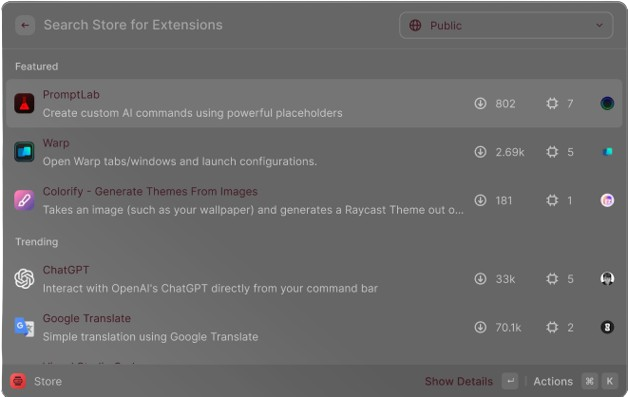 Search Store for Extensions
Public
Featured
PromptLab
Create custom AI commands using powerful placeholders
802
7
Warp
Open Warp tabs/windows and launch configurations.
2.69k
5
Colorify - Generate Themes From Images
Takes an image (such as your wallpaper) and generates a Raycast Theme out o...
181
1
Trending
ChatGPT
Interact with OpenAI's ChatGPT directly from your command bar
33k
5
Google Translate
Simple translation using Google Translate
70.1k
2
Store
Show Details
Actions
⌘ K